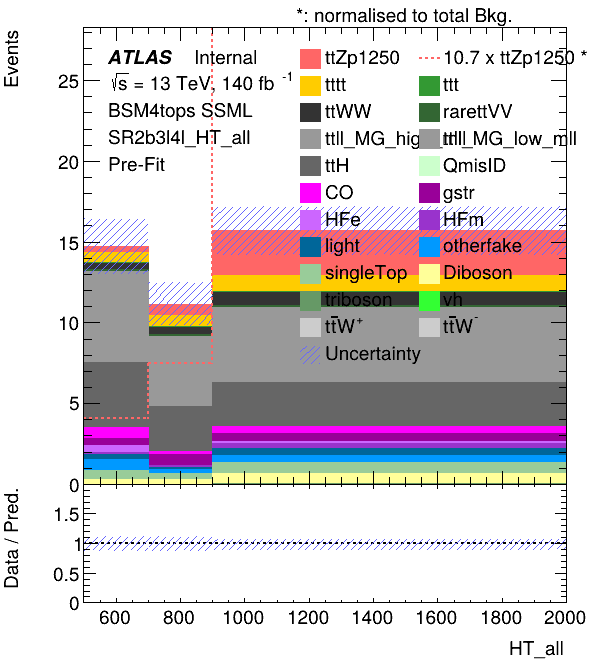 *: normalised to total Bkg.
Events
ATLAS Internal
√s = 13 TeV, 140 fb -1
BSM4tops SSML
SR2b3l4l_HT_all
Pre-Fit
ttZp1250
10.7 x ttZp1250 *
tttt
ttt
ttWW
rarettVV
ttll_MG_hig
ttll_MG_low_mll
ttH
QmisID
CO
gstr
HFe
HFm
light
otherfake
singleTop
Diboson
triboson
vh
tt̄W+
tt̄W-
Uncertainty
25
20
15
10
5
0
Data / Pred.
1.5
1
0.5
0
600 800 1000 1200 1400 1600 1800 2000
HT_all